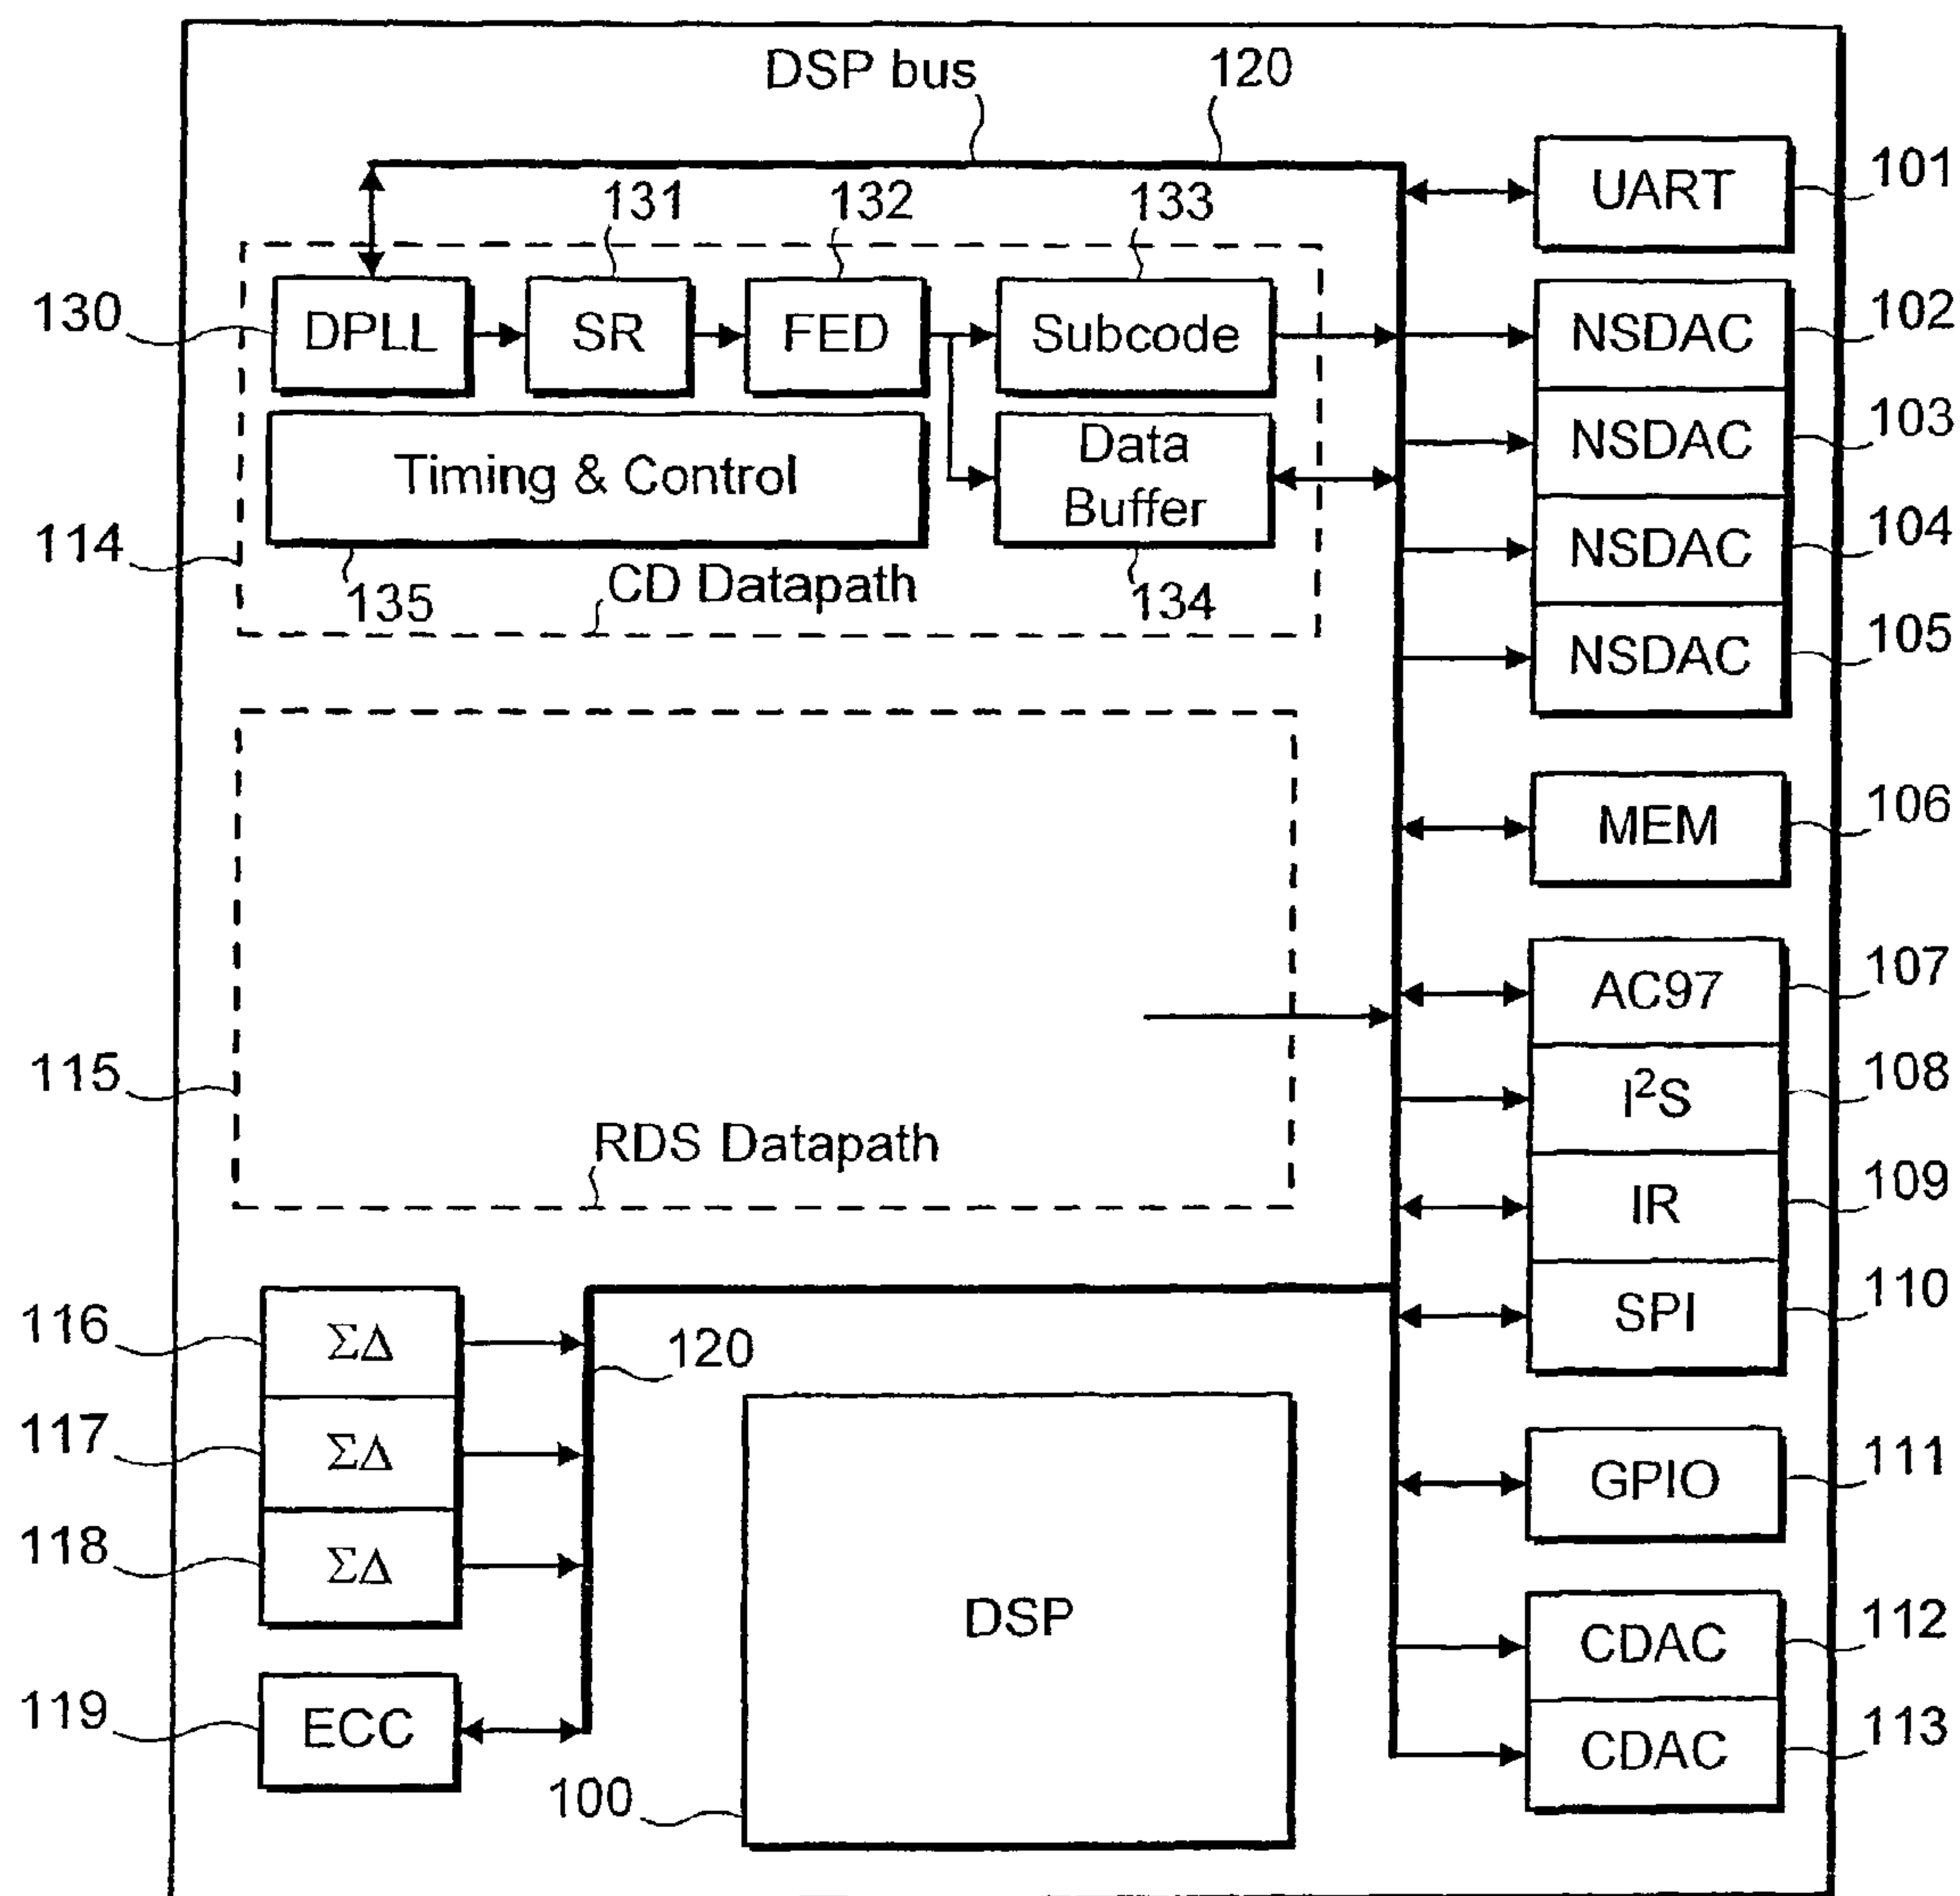 DSP bus
120
UART
101
131
132
133
130
DPLL
SR
FED
Subcode
NSDAC
102
Timing & Control
Data
Buffer
NSDAC
103
114
135
CD Datapath
134
NSDAC
104
NSDAC
105
MEM
106
AC97
107
115
I²S
108
RDS Datapath
IR
109
116
ΣΔ
120
SPI
110
117
ΣΔ
GPIO
111
118
ΣΔ
DSP
CDAC
112
119
ECC
CDAC
113
100